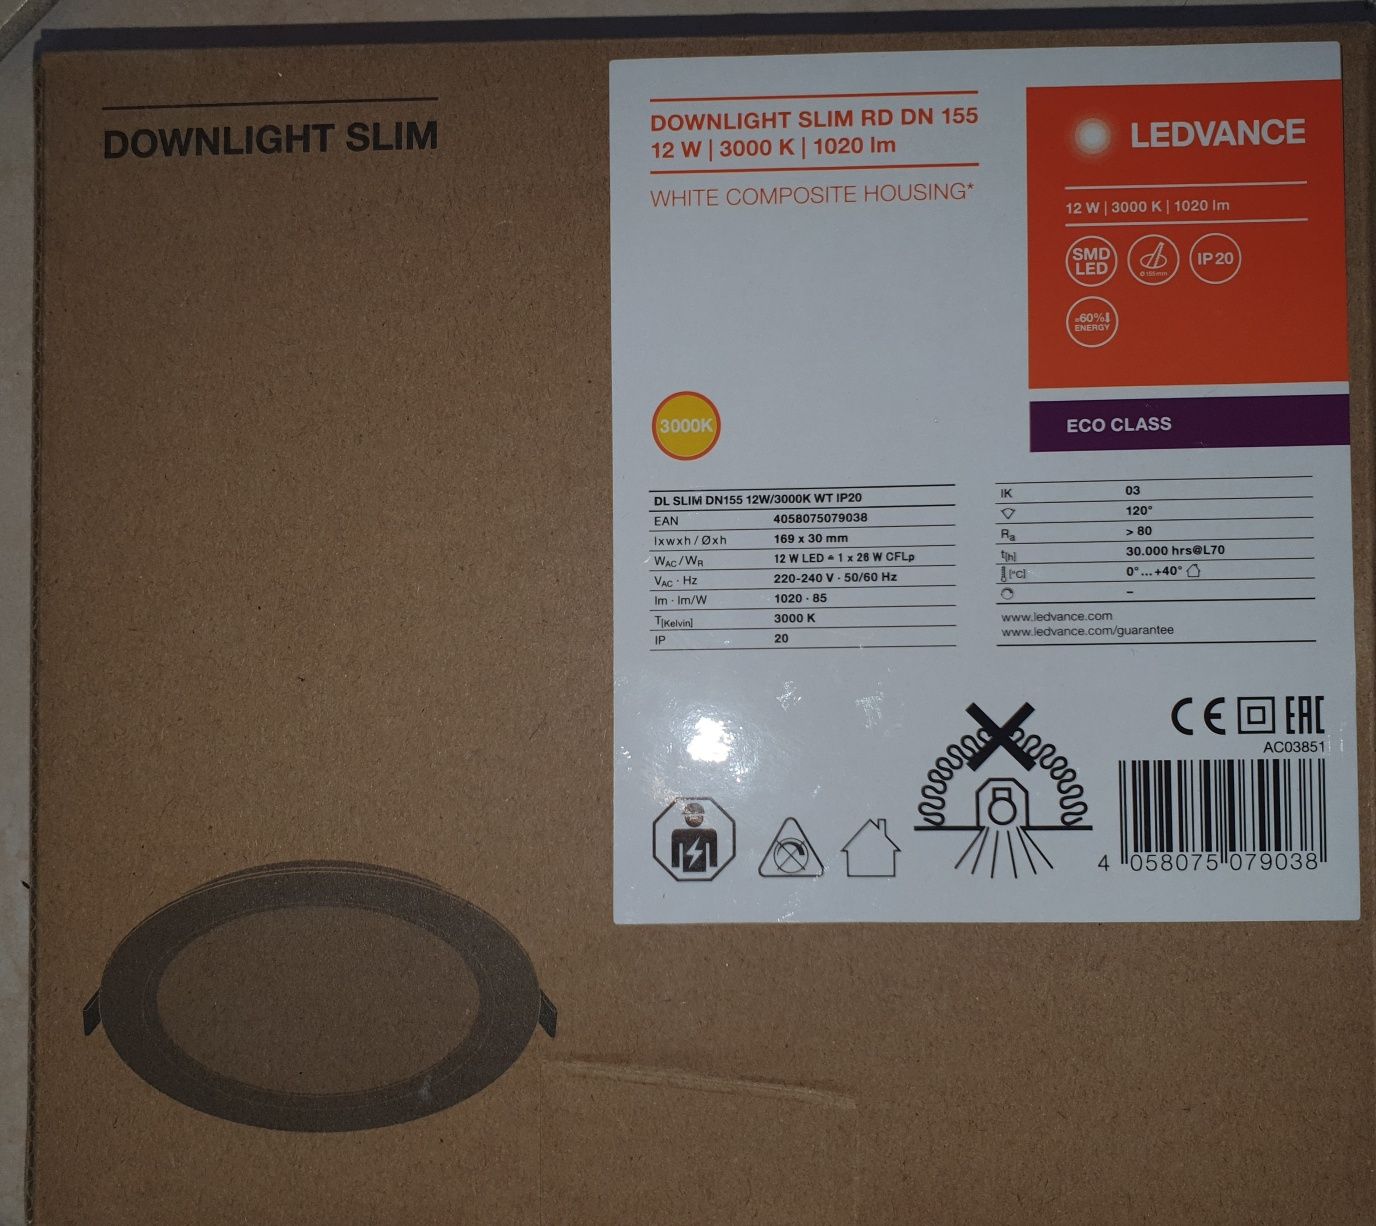 DOWNLIGHT SLIM
DOWNLIGHT SLIM RD DN 155
12 W | 3000 K | 1020 lm
WHITE COMPOSITE HOUSING*
LEDVANCE
12 W | 3000 K | 1020 lm
SMD
LED
Ø 155mm
IP 20
≈60%
ENERGY
ECO CLASS
3000K
DL SLIM DN155 12W/3000K WT IP20
EAN 4058075079038
lxwxh / Øxh 169 x 30 mm
WAC / WR 12 W LED ≙ 1 x 26 W CFLp
VAC · Hz 220-240 V · 50/60 Hz
lm · lm/W 1020 · 85
T[Kelvin] 3000 K
IP 20
IK 03
120°
Ra > 80
t[h] 30.000 hrs@L70
[°C] 0°...+40°
–
www.ledvance.com
www.ledvance.com/guarantee
CE EAC
AC03851
4 058075 079038